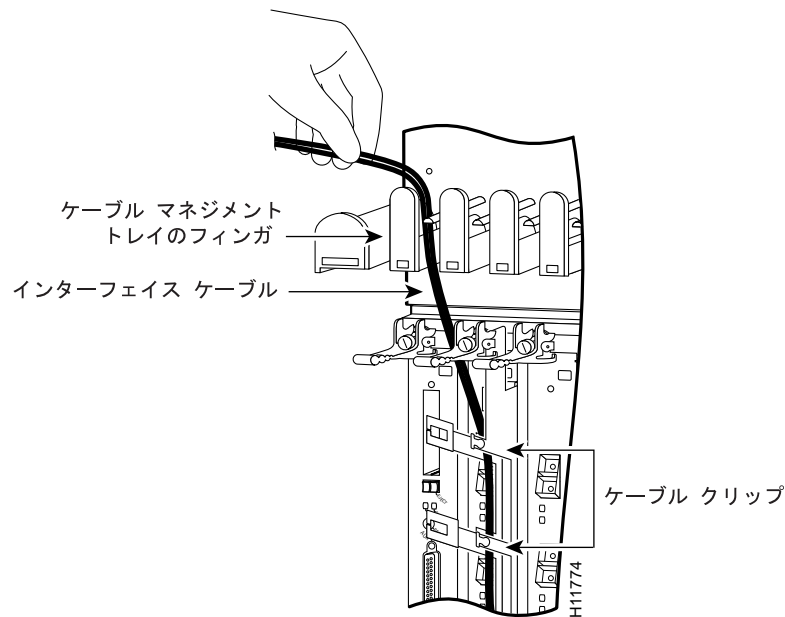 ケーブル マネジメント
トレイのフィンガ
インターフェイス ケーブル
ケーブル クリップ
H11774